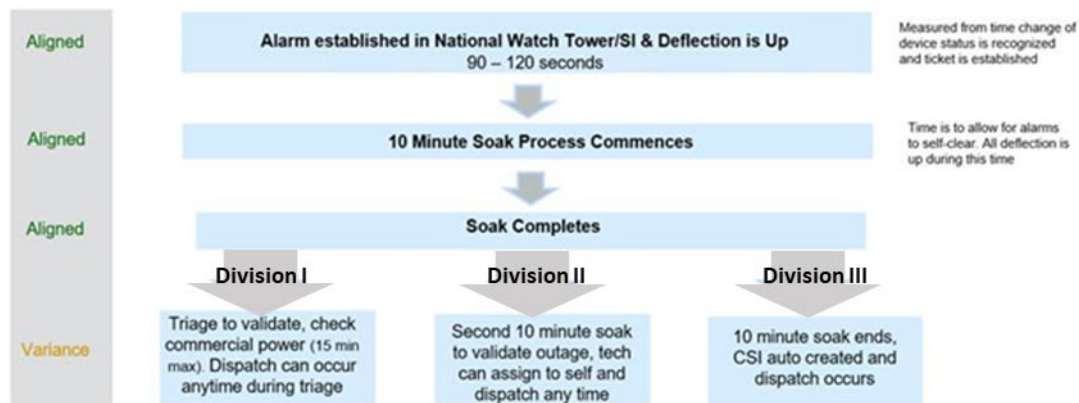 Aligned
Alarm established in National Watch Tower/SI & Deflection is Up
90 – 120 seconds
Measured from time change of
device status is recognized
and ticket is established
Aligned
10 Minute Soak Process Commences
Time is to allow for alarms
to self-clear. All deflection is
up during this time
Aligned
Soak Completes
Division I
Division II
Division III
Variance
Triage to validate, check
commercial power (15 min
max). Dispatch can occur
anytime during triage
Second 10 minute soak
to validate outage, tech
can assign to self and
dispatch any time
10 minute soak ends,
CSI auto created and
dispatch occurs